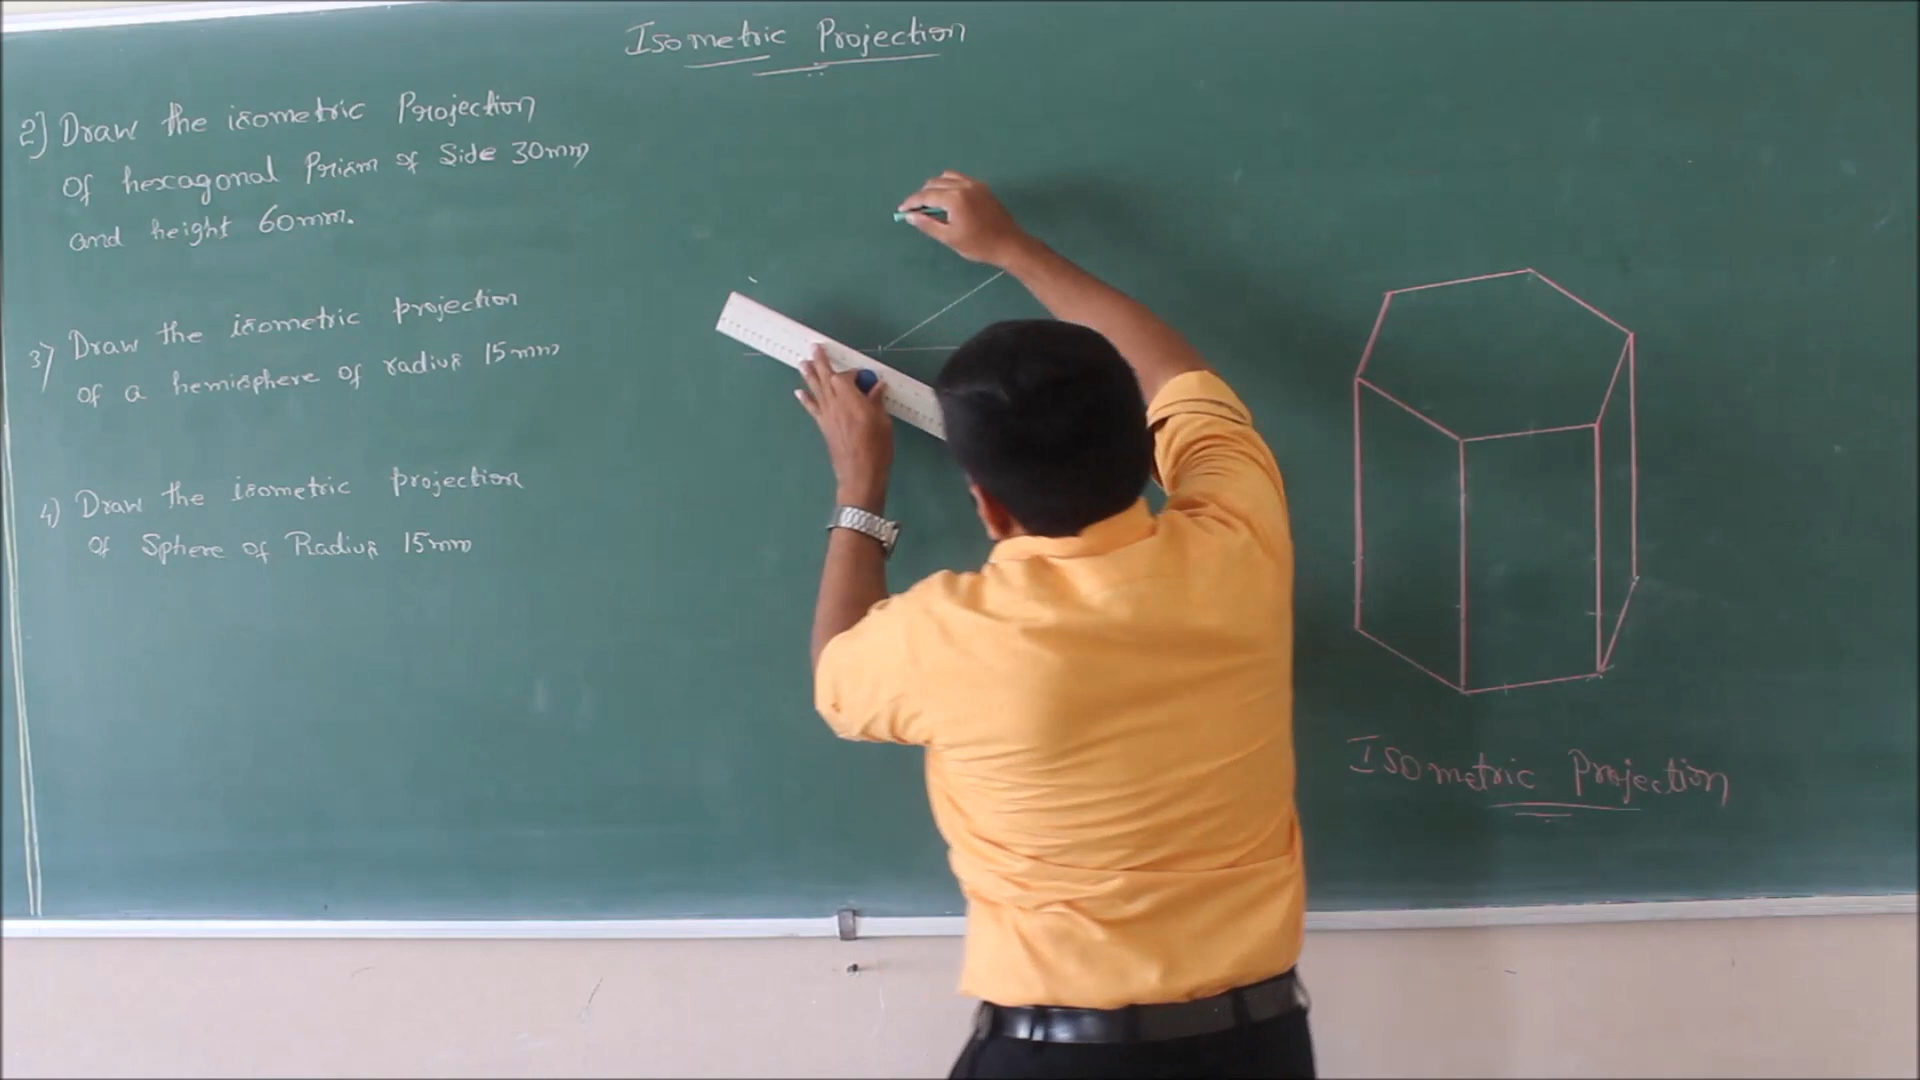 Isometric Projection
2) Draw the isometric Projection
Of hexagonal Prism of Side 30mm
and height 60mm.
3) Draw the isometric projection
of a hemisphere of radius 15mm
4) Draw the isometric projection
Of Sphere of Radius 15mm
Isometric Projection